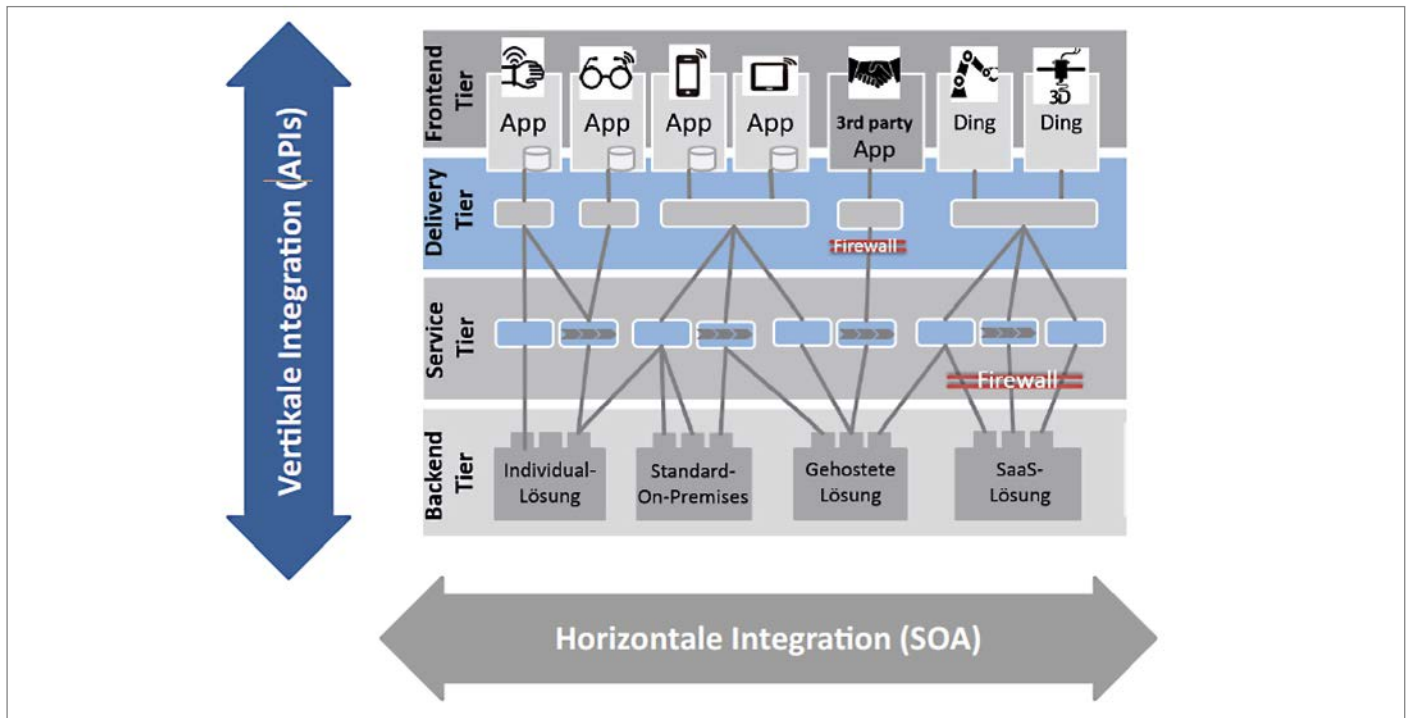 Vertikale Integration (APIs)
Frontend
Tier
App
App
App
App
3rd party
App
Ding
3D
Ding
Delivery
Tier
Firewall
Service
Tier
Firewall
Backend
Tier
Individual-
Lösung
Standard-
On-Premises
Gehostete
Lösung
SaaS-
Lösung
Horizontale Integration (SOA)